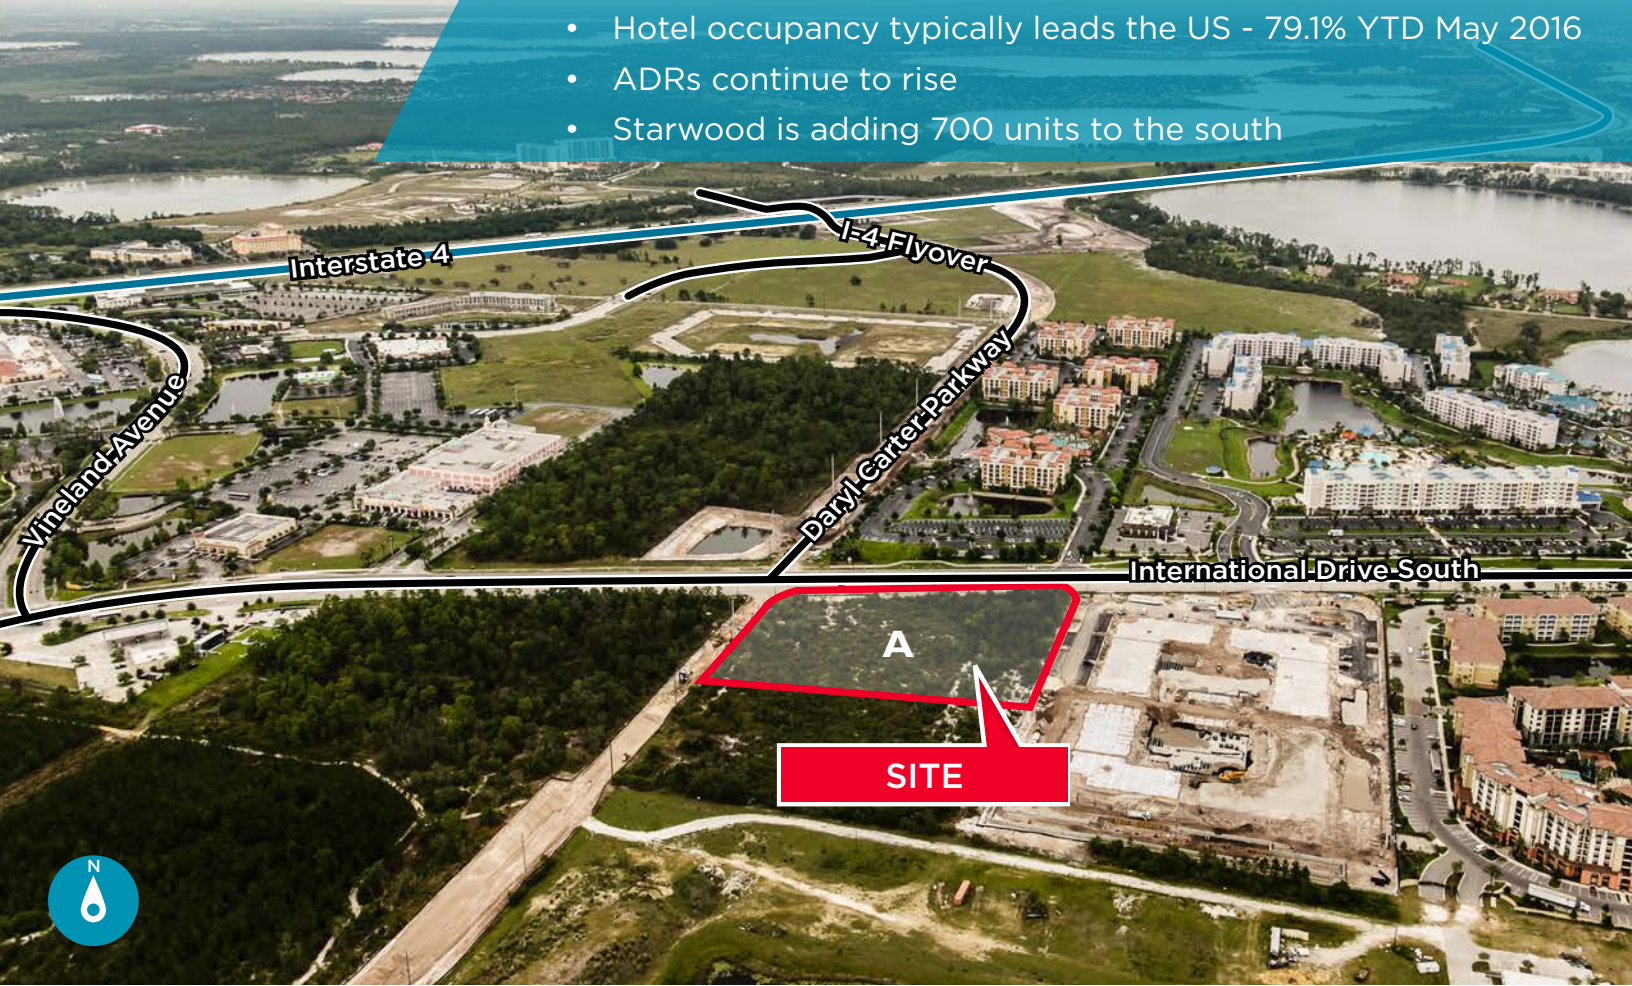 • Hotel occupancy typically leads the US - 79.1% YTD May 2016
• ADRs continue to rise
• Starwood is adding 700 units to the south
I-4 Flyover
Interstate 4
Daryl Carter Parkway
Vineland Avenue
International Drive South
A
SITE
N